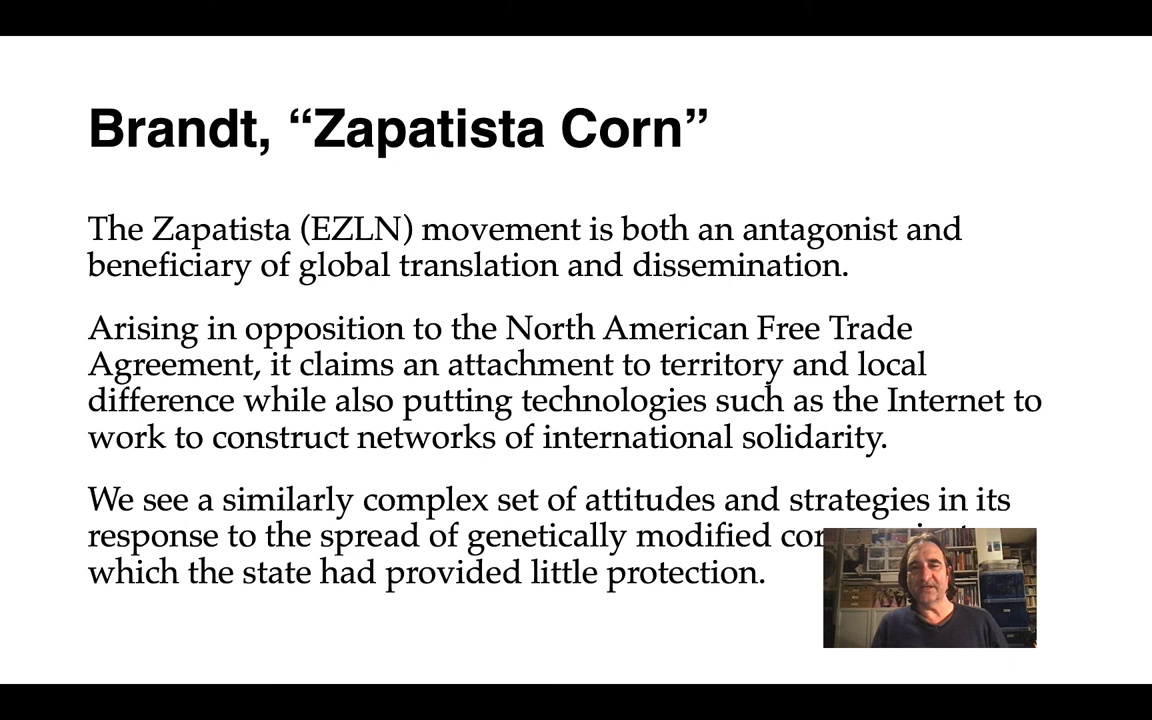 Brandt, “Zapatista Corn”
The Zapatista (EZLN) movement is both an antagonist and
beneficiary of global translation and dissemination.
Arising in opposition to the North American Free Trade
Agreement, it claims an attachment to territory and local
difference while also putting technologies such as the Internet to
work to construct networks of international solidarity.
We see a similarly complex set of attitudes and strategies in its
response to the spread of genetically modified
which the state had provided little protection.